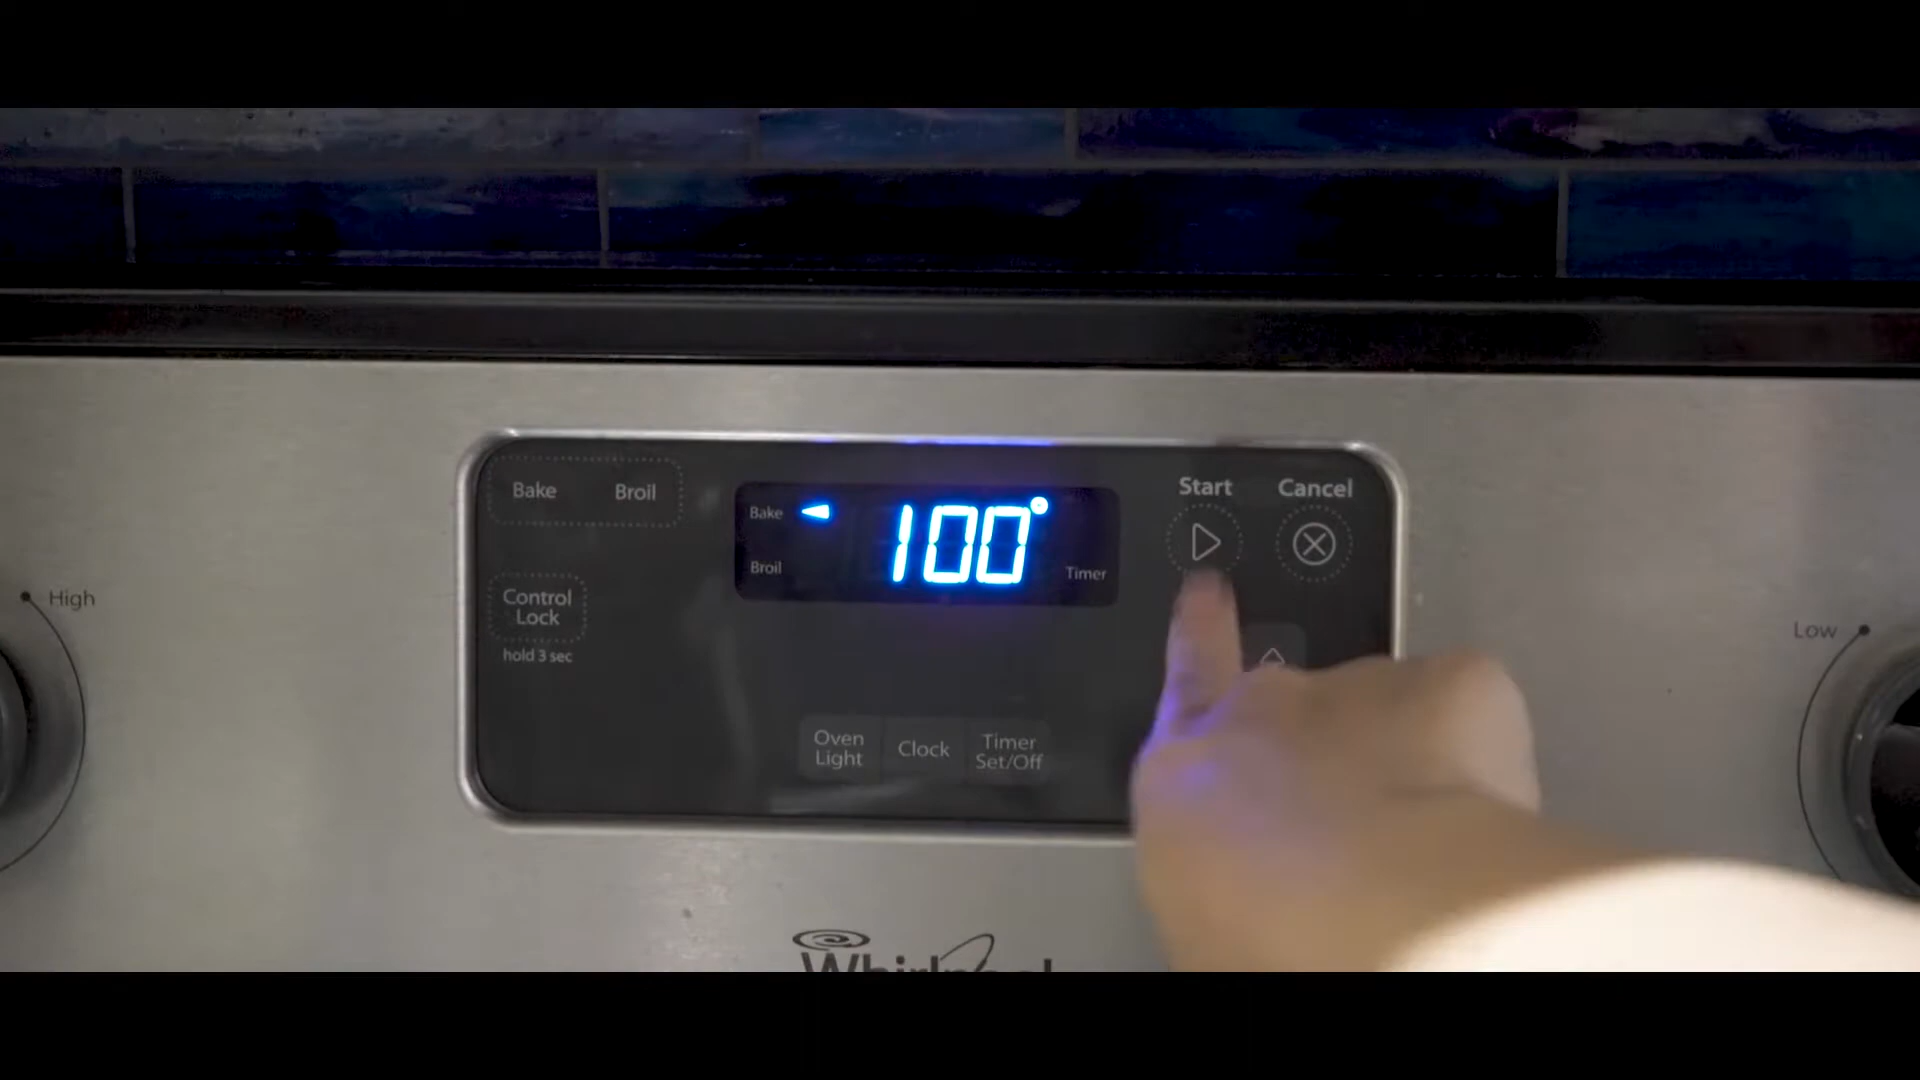 Bake Broil
Start Cancel
Bake 100°
Broil Timer
Control
Lock
hold 3 sec
High
Low
Oven
Light
Clock
Timer
Set/Off
Whirlpool